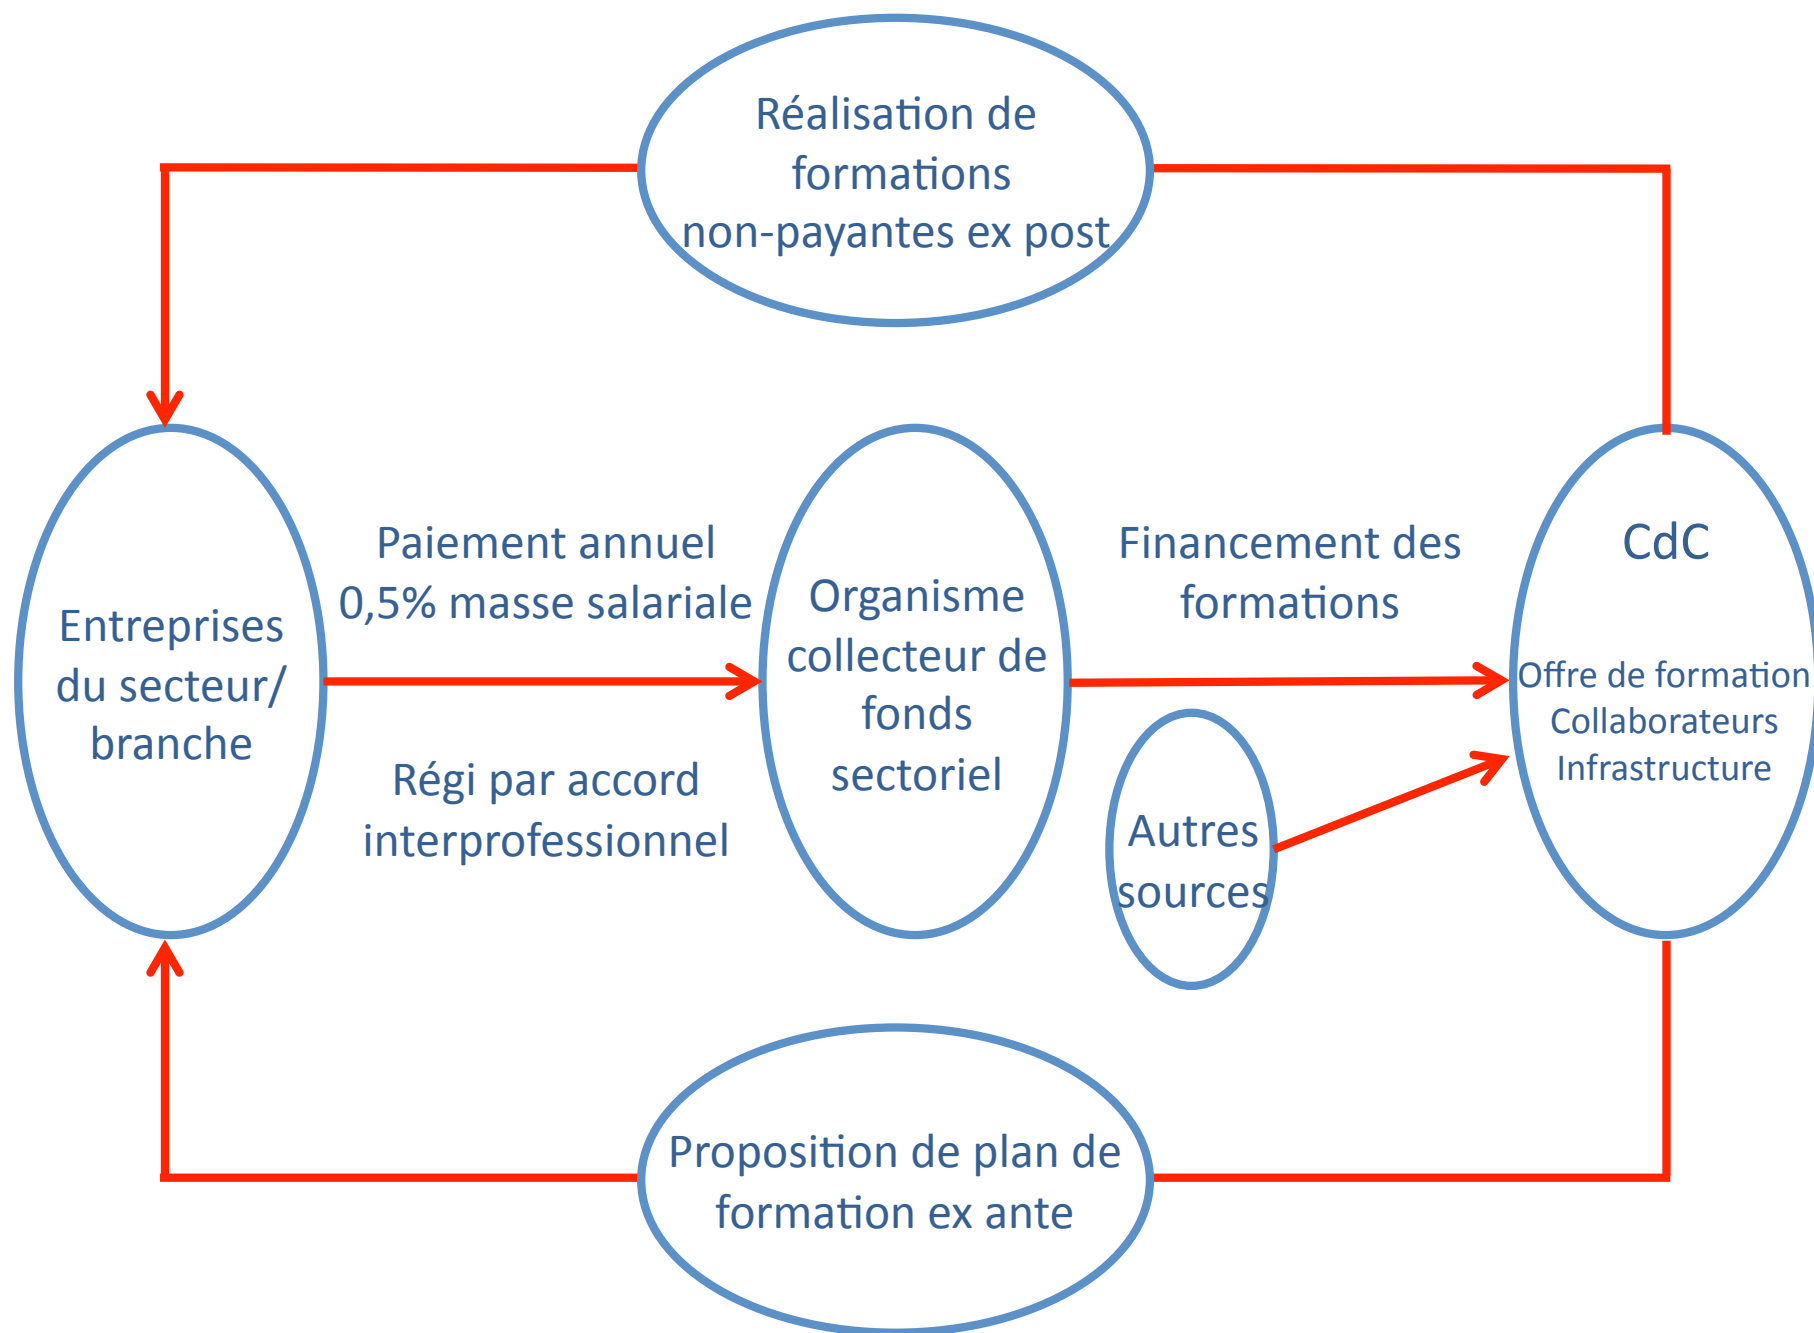 Réalisation de
formations
non-payantes ex post
Entreprises
du secteur/
branche
Paiement annuel
0,5% masse salariale
Régi par accord
interprofessionnel
Organisme
collecteur de
fonds
sectoriel
Financement des
formations
Autres
sources
CdC
Offre de formation
Collaborateurs
Infrastructure
Proposition de plan de
formation ex ante